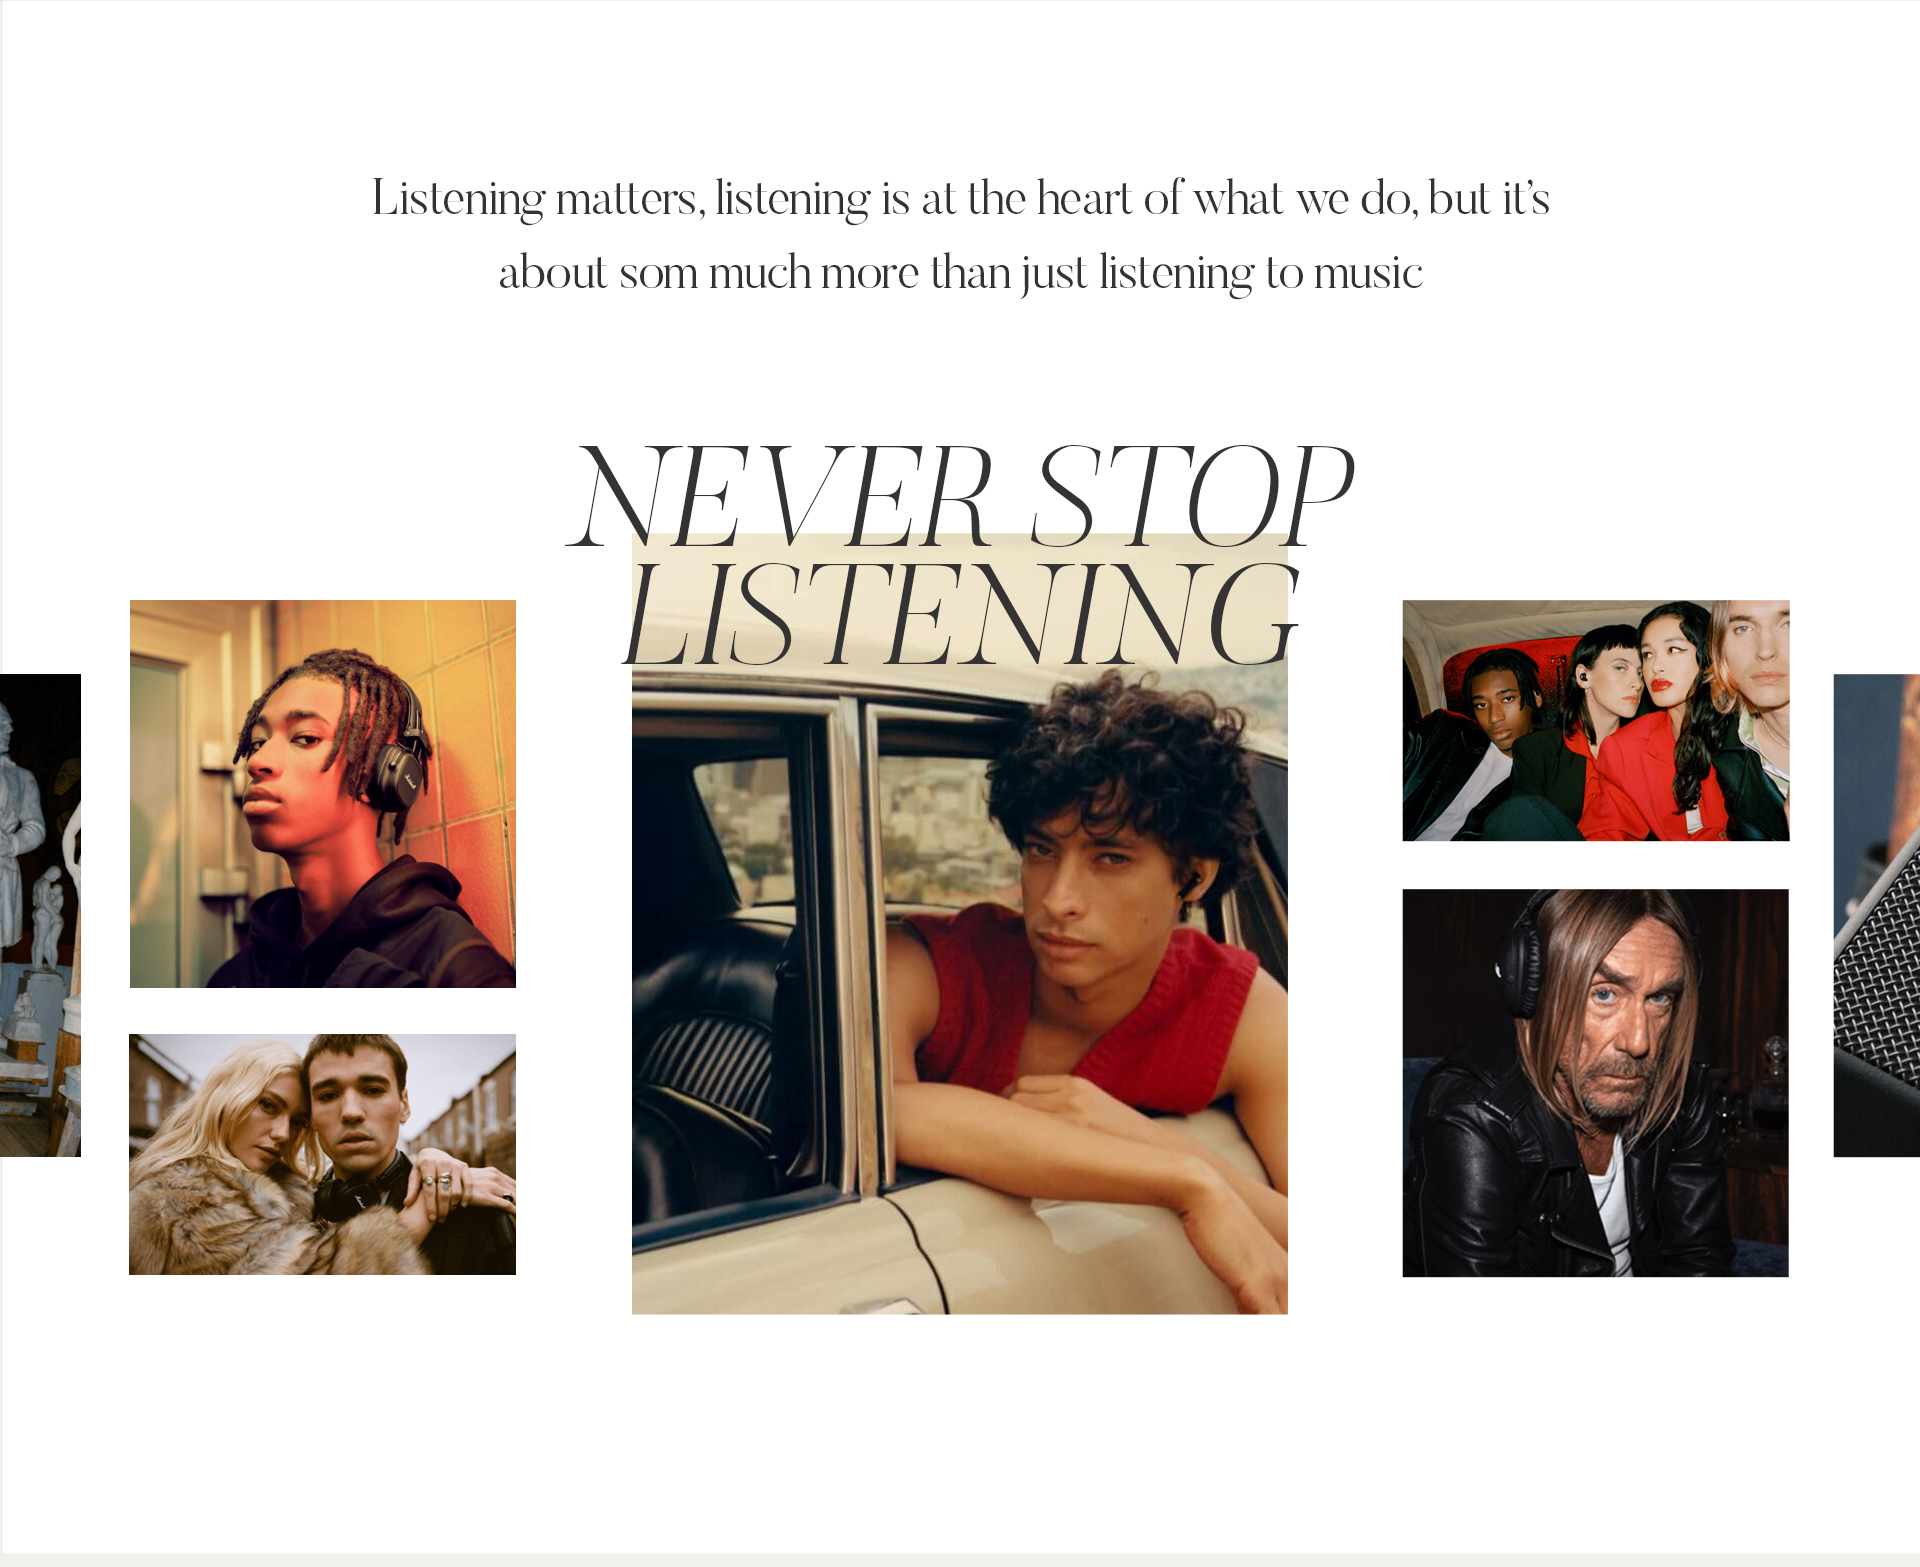 Listening matters, listening is at the heart of what we do, but it’s
about som much more than just listening to music
NEVER STOP
LISTENING